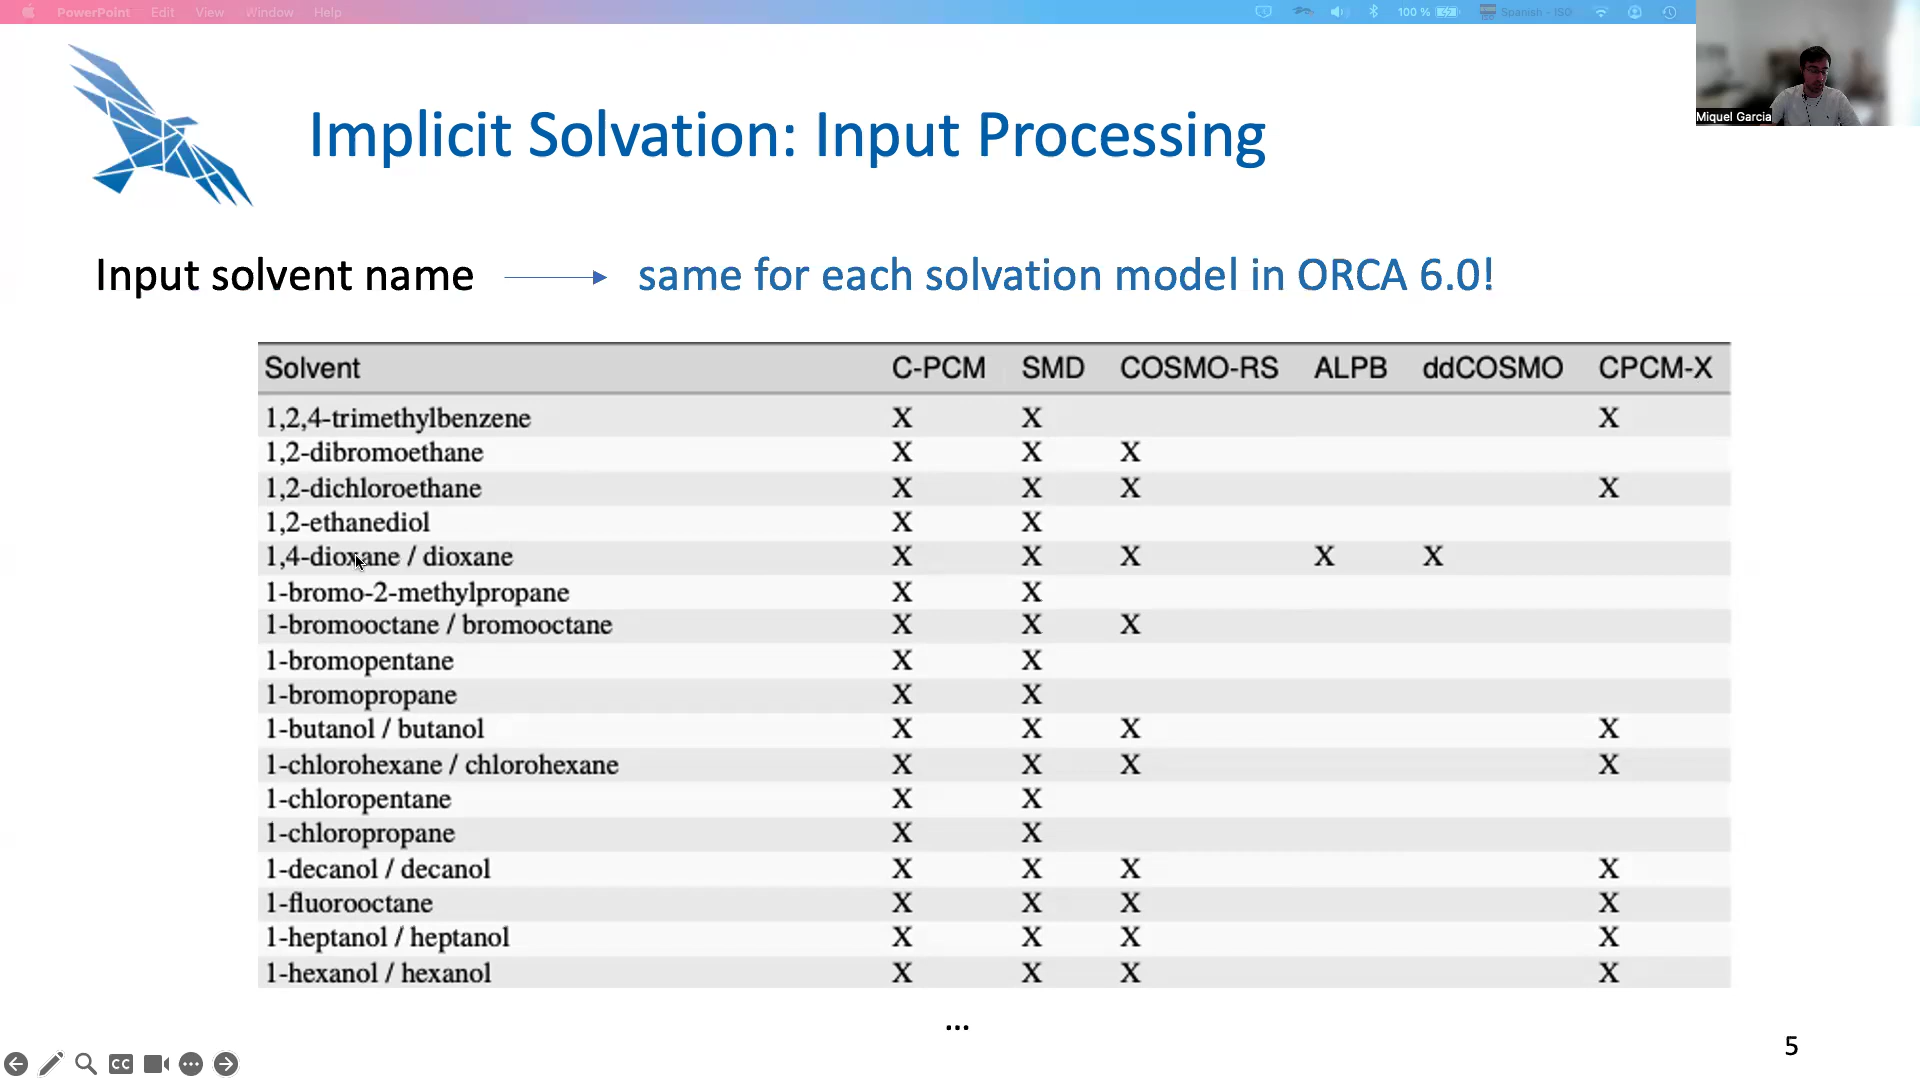 PowerPoint Edit View Window Help 100 % Spanish - ISO
Miquel Garcia
Implicit Solvation: Input Processing
Input solvent name same for each solvation model in ORCA 6.0!
Solvent C-PCM SMD COSMO-RS ALPB ddCOSMO CPCM-X
1,2,4-trimethylbenzene X X X
1,2-dibromoethane X X X
1,2-dichloroethane X X X X
1,2-ethanediol X X
1,4-dioxane / dioxane X X X X X
1-bromo-2-methylpropane X X
1-bromooctane / bromooctane X X X
1-bromopentane X X
1-bromopropane X X
1-butanol / butanol X X X X
1-chlorohexane / chlorohexane X X X X
1-chloropentane X X
1-chloropropane X X
1-decanol / decanol X X X X
1-fluorooctane X X X X
1-heptanol / heptanol X X X X
1-hexanol / hexanol X X X X
...
5
CC